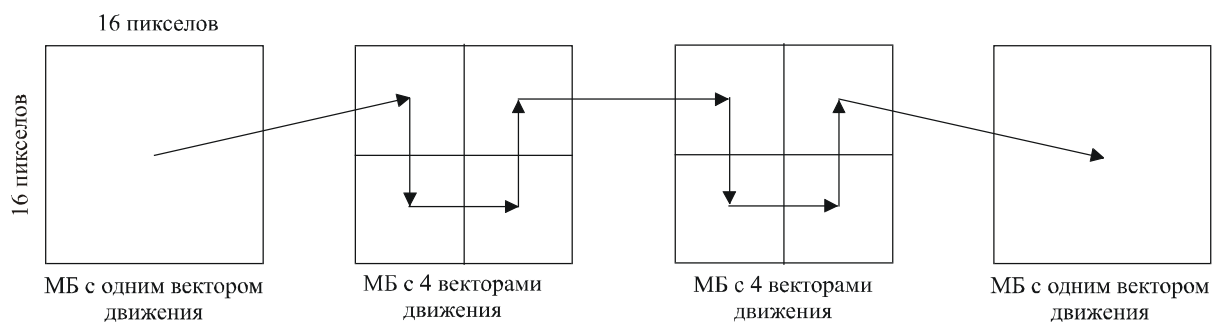 16 пикселов
16 пикселов
МБ с одним вектором
движения
МБ с 4 векторами
движения
МБ с 4 векторами
движения
МБ с одним вектором
движения